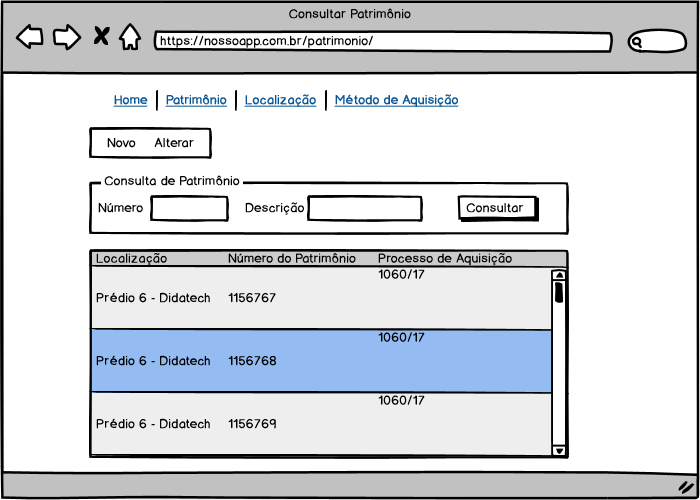 Consultar Patrimônio
https://nossoapp.com.br/patrimonio/
Home Patrimônio Localização Método de Aquisição
Novo Alterar
Consulta de Patrimônio
Número Descrição Consultar
Localização Número do Patrimônio Processo de Aquisição
1060/17
Prédio 6 - Didatech 1156767
1060/17
Prédio 6 - Didatech 1156768
1060/17
Prédio 6 - Didatech 1156769